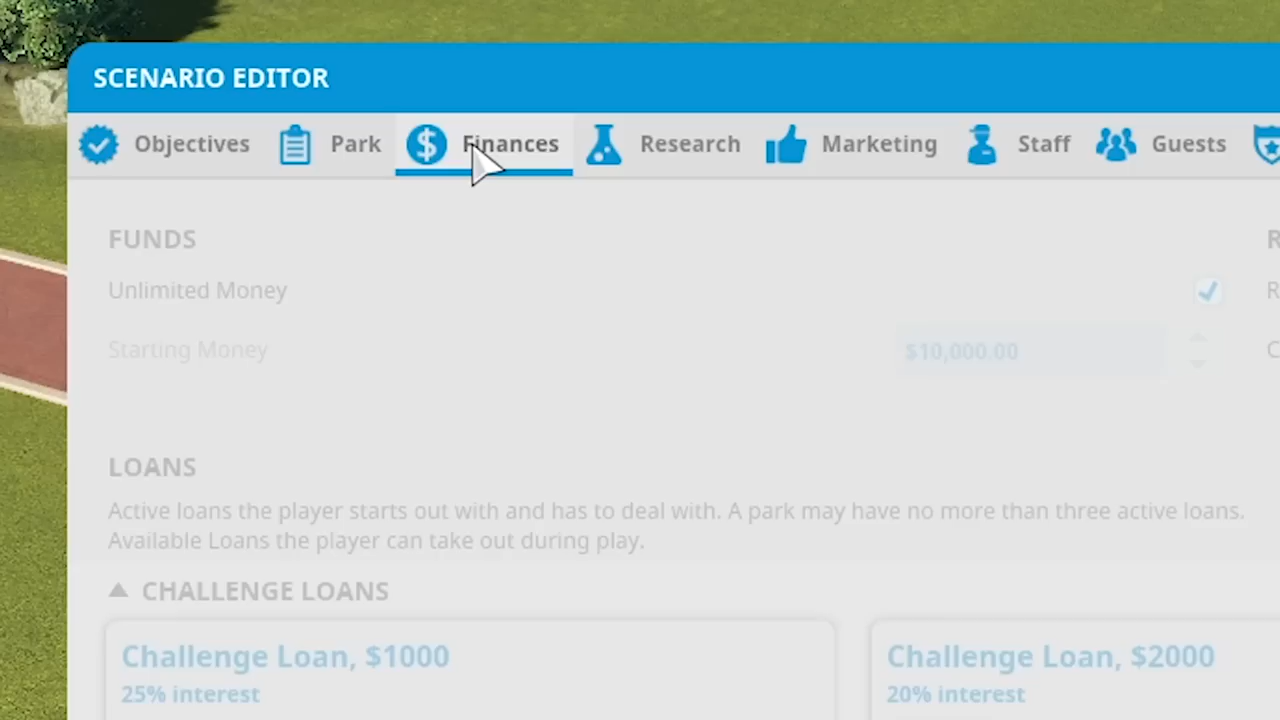 SCENARIO EDITOR
Objectives Park Finances Research Marketing Staff Guests
FUNDS
Unlimited Money
Starting Money $10,000.00
LOANS
Active loans the player starts out with and has to deal with. A park may have no more than three active loans.
Available Loans the player can take out during play.
CHALLENGE LOANS
Challenge Loan, $1000 Challenge Loan, $2000
25% interest 20% interest